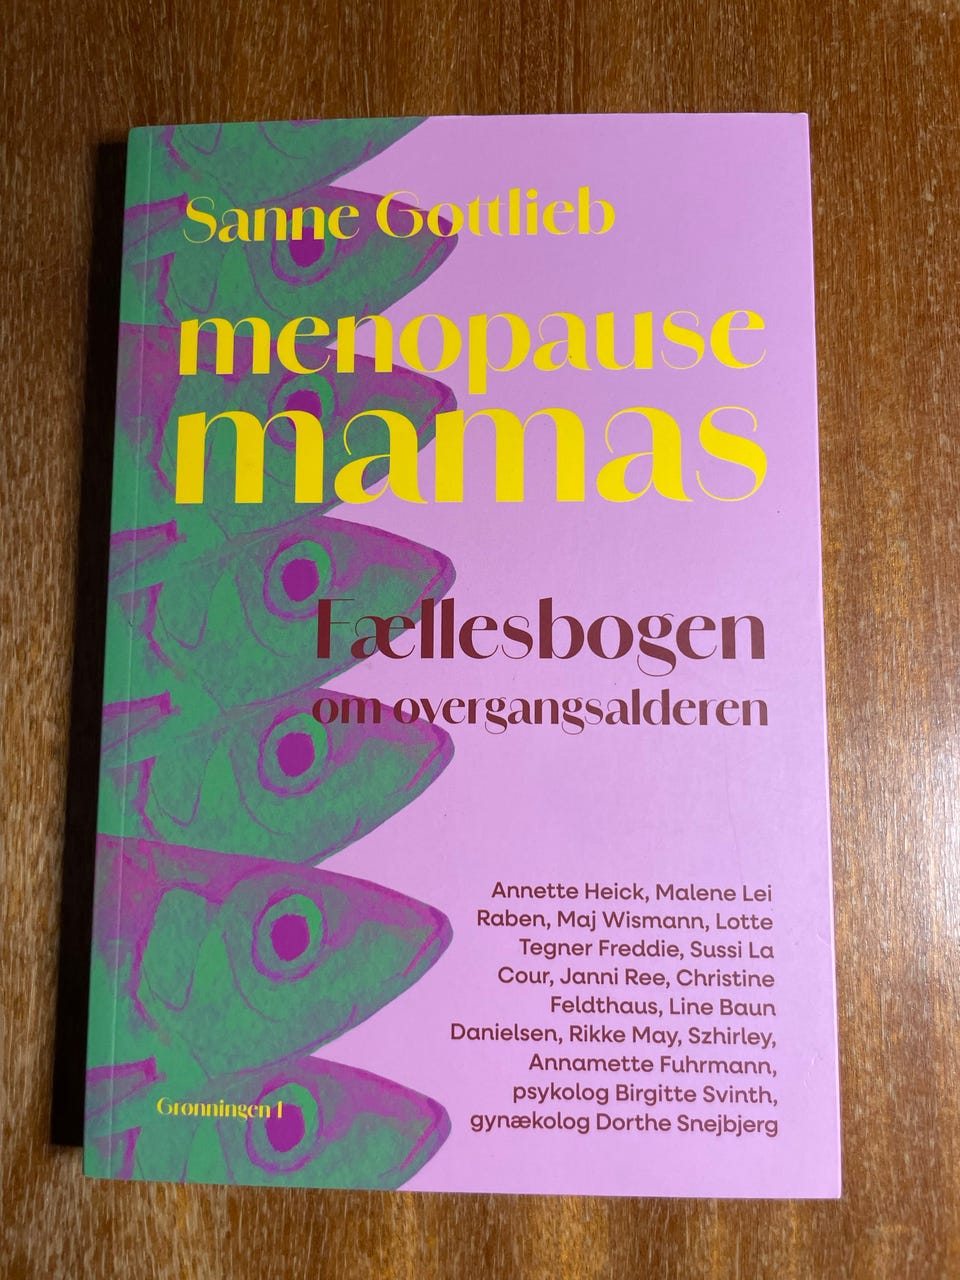 Sanne Gottlieb
menopause
mamas
Fællesbogen
om overgangsalderen
Annette Heick, Malene Lei
Raben, Maj Wismann, Lotte
Tegner Freddie, Sussi La
Cour, Janni Ree, Christine
Feldthaus, Line Baun
Danielsen, Rikke May, Szhirley,
Annamette Fuhrmann,
psykolog Birgitte Svinth,
gynækolog Dorthe Snejbjerg
Grønningen 1